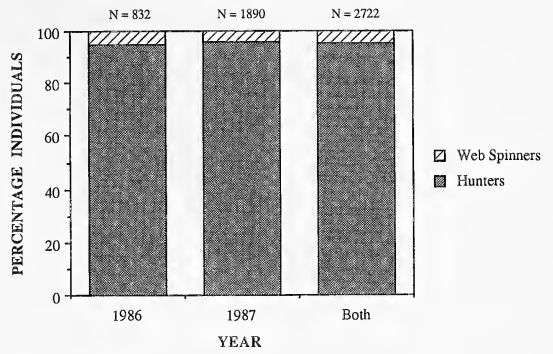 N = 832 N = 1890 N = 2722
100
80
60
40
20
0
PERCENTAGE INDIVIDUALS
1986 1987 Both
YEAR
Web Spinners
Hunters